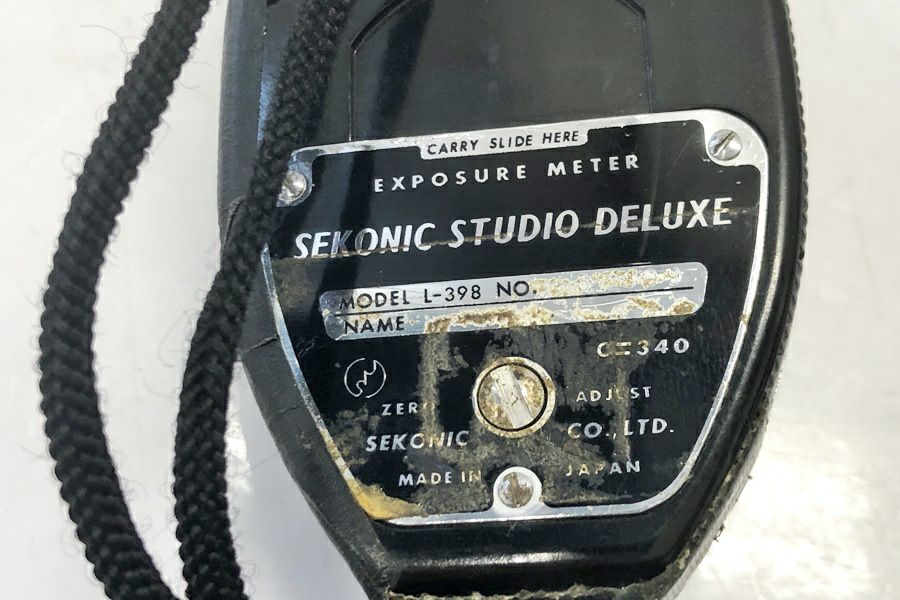 CARRY SLIDE HERE
EXPOSURE METER
SEKONIC STUDIO DELUXE
MODEL L-398 NO.
NAME
C=340
ZERO ADJUST
SEKONIC CO., LTD.
MADE IN JAPAN